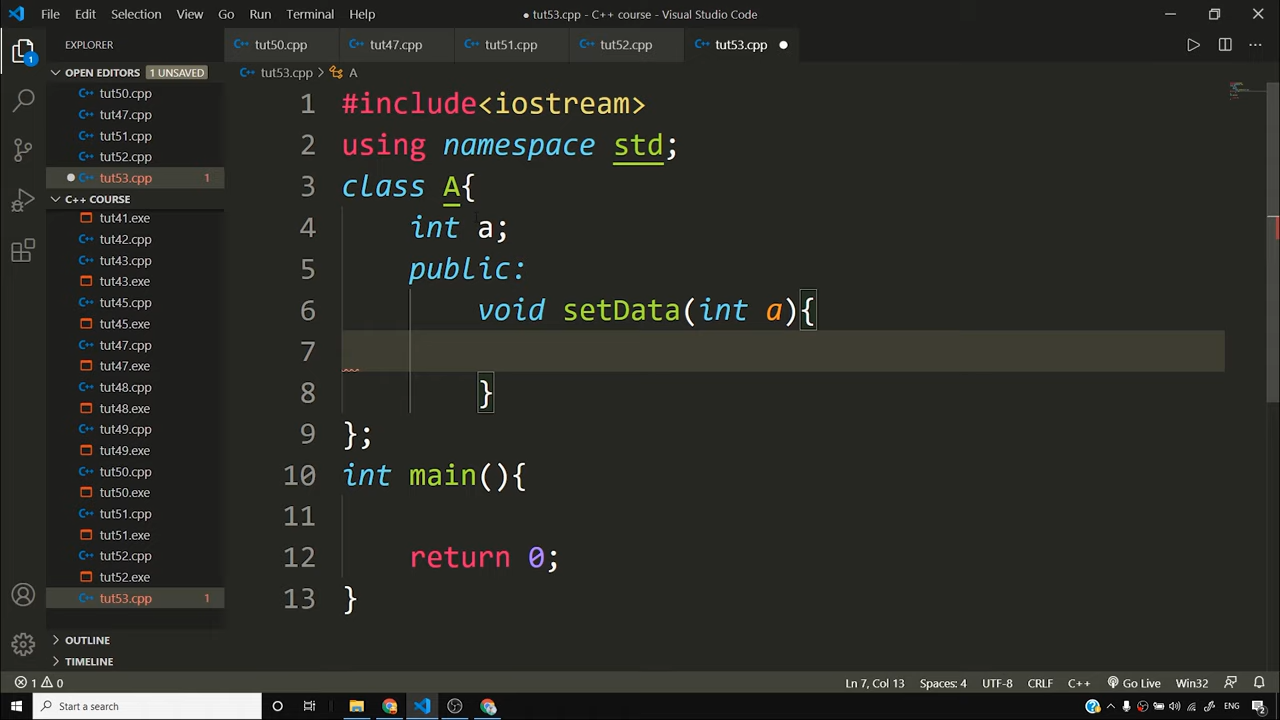 File Edit Selection View Go Run Terminal Help
● tut53.cpp - C++ course - Visual Studio Code
EXPLORER
tut50.cpp tut47.cpp tut51.cpp tut52.cpp tut53.cpp ●
OPEN EDITORS 1 UNSAVED
tut50.cpp
tut47.cpp
tut51.cpp
tut52.cpp
● tut53.cpp 1
C++ COURSE
tut41.exe
tut42.cpp
tut43.cpp
tut43.exe
tut45.cpp
tut45.exe
tut47.cpp
tut47.exe
tut48.cpp
tut48.exe
tut49.cpp
tut49.exe
tut50.cpp
tut50.exe
tut51.cpp
tut51.exe
tut52.cpp
tut52.exe
tut53.cpp 1
OUTLINE
TIMELINE
tut53.cpp > A
1 #include<iostream>
2 using namespace std;
3 class A{
4 int a;
5 public:
6 void setData(int a){
7
8 }
9 };
10 int main(){
11
12 return 0;
13 }
1 0 Ln 7, Col 13 Spaces: 4 UTF-8 CRLF C++ Go Live Win32
Start a search
ENG
2